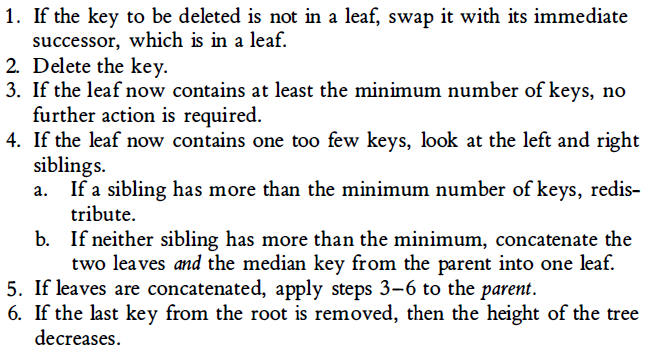 1. If the key to be deleted is not in a leaf, swap it with its immediate
successor, which is in a leaf.
2. Delete the key.
3. If the leaf now contains at least the minimum number of keys, no
further action is required.
4. If the leaf now contains one too few keys, look at the left and right
siblings.
a. If a sibling has more than the minimum number of keys, redis-
tribute.
b. If neither sibling has more than the minimum, concatenate the
two leaves and the median key from the parent into one leaf.
5. If leaves are concatenated, apply steps 3–6 to the parent.
6. If the last key from the root is removed, then the height of the tree
decreases.